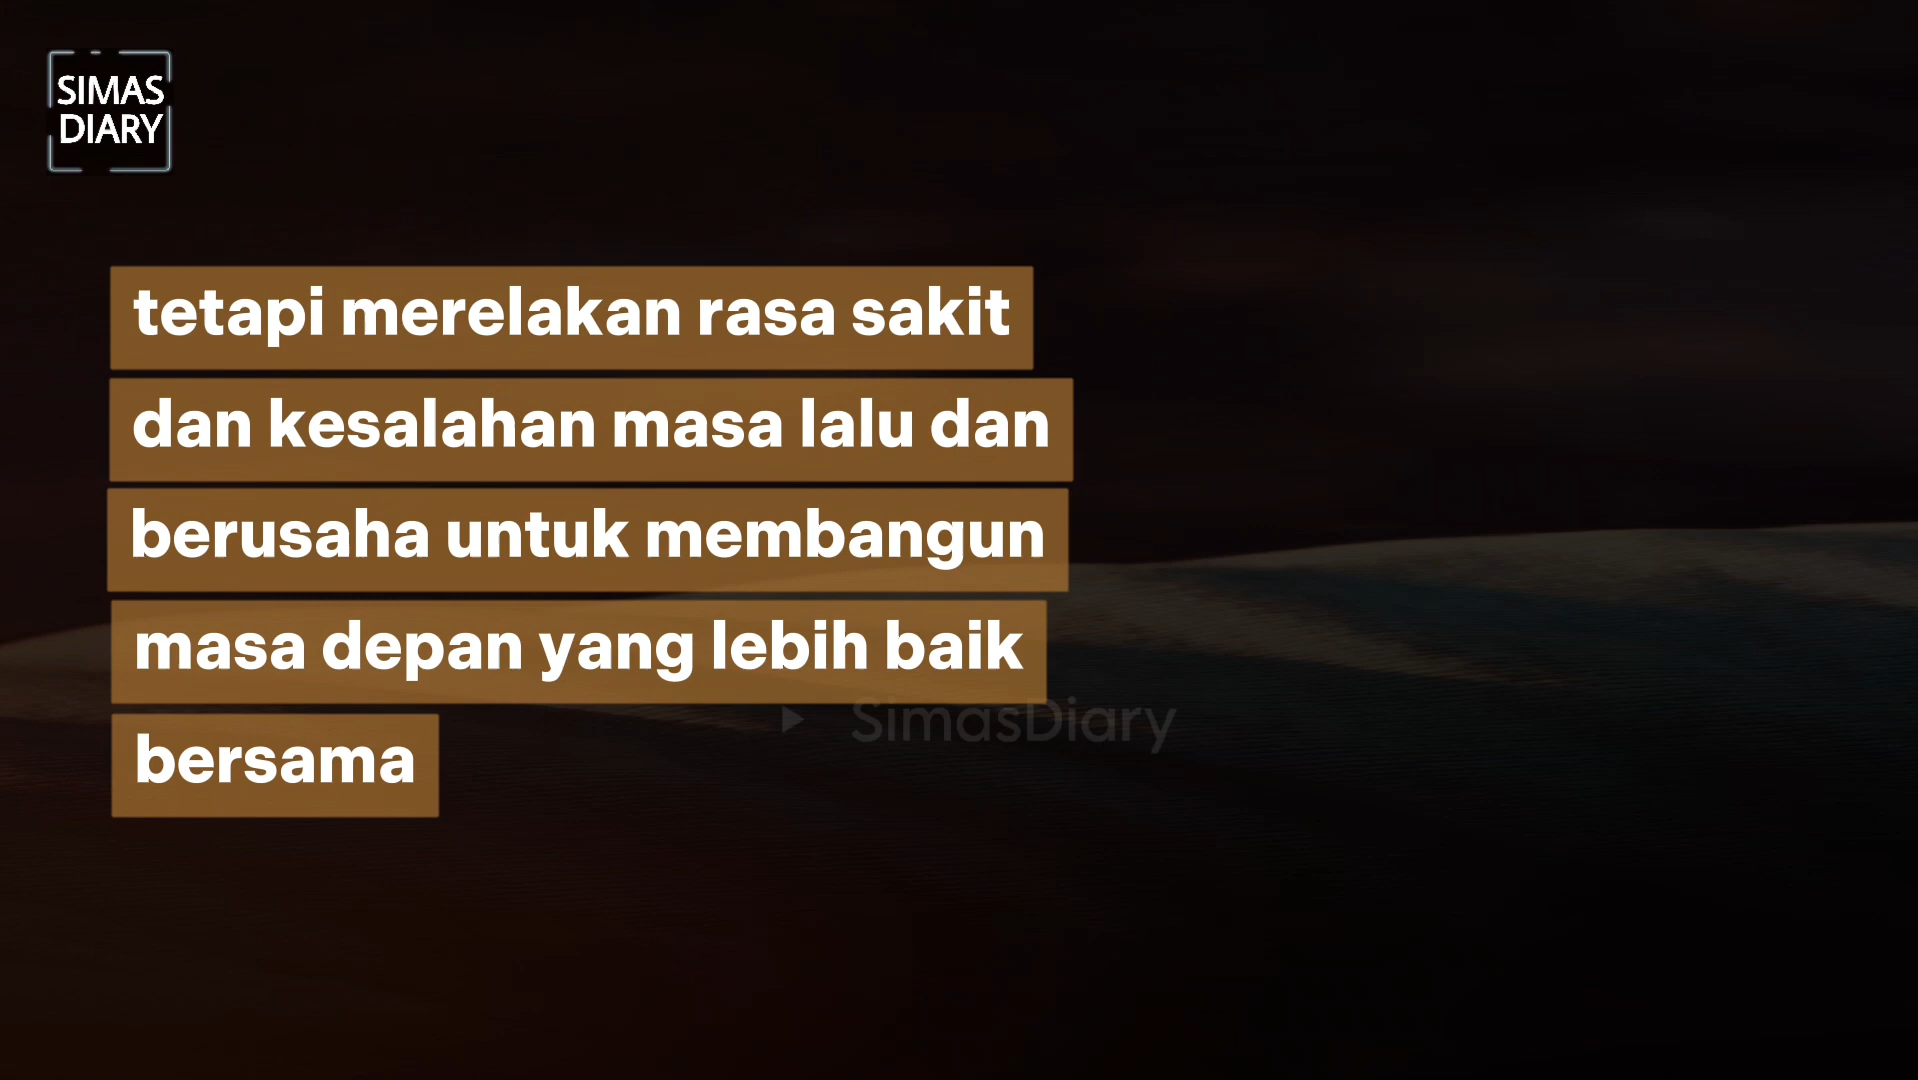 SIMAS
DIARY
tetapi merelakan rasa sakit
dan kesalahan masa lalu dan
berusaha untuk membangun
masa depan yang lebih baik
bersama
SimasDiary